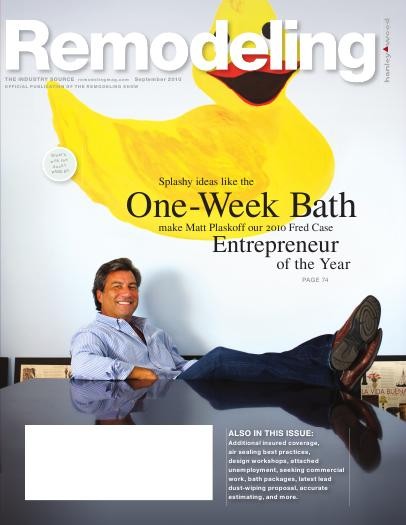 Remodeling
hanley▲wood
THE INDUSTRY SOURCE remodelingmag.com September 2010
OFFICIAL PUBLICATION OF THE REMODELING SHOW
Splashy ideas like the
One-Week Bath
make Matt Plaskoff our 2010 Fred Case
Entrepreneur
of the Year
PAGE 74
LA VIDA BUENA
ALSO IN THIS ISSUE:
Additional insured coverage,
air sealing best practices,
design workshops, attached
unemployment, seeking commercial
work, bath packages, latest lead
dust-wiping proposal, accurate
estimating, and more.